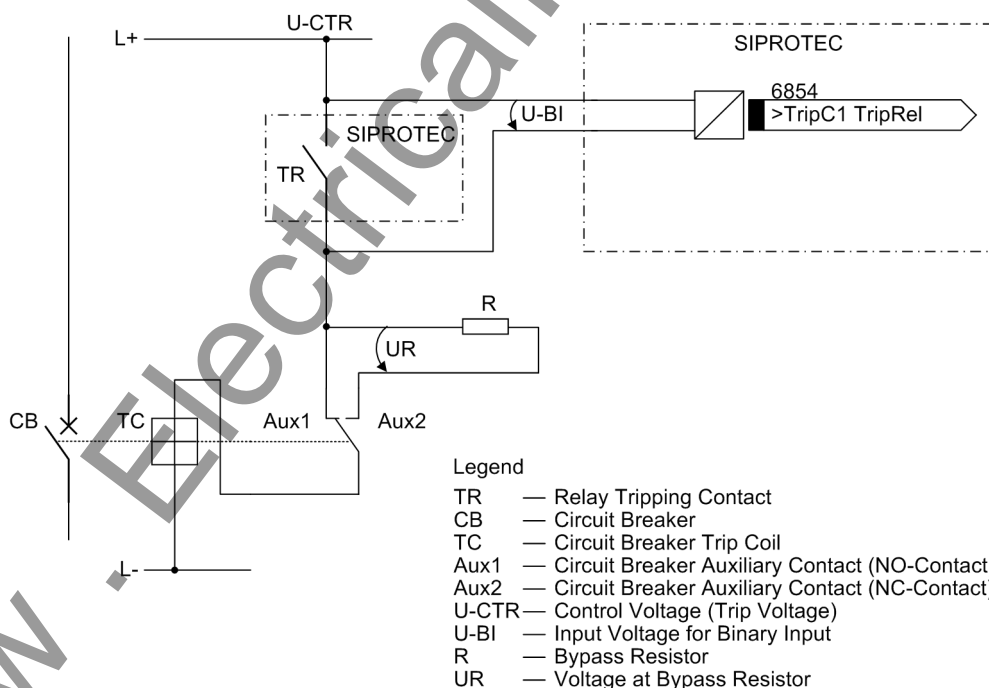 U-CTR
L+
SIPROTEC
6854
>TripC1 TripRel
U-BI
SIPROTEC
TR
R
UR
CB
TC
Aux1
Aux2
L-
Legend
TR — Relay Tripping Contact
CB — Circuit Breaker
TC — Circuit Breaker Trip Coil
Aux1 — Circuit Breaker Auxiliary Contact (NO-Contact
Aux2 — Circuit Breaker Auxiliary Contact (NC-Contact)
U-CTR — Control Voltage (Trip Voltage)
U-BI — Input Voltage for Binary Input
R — Bypass Resistor
UR — Voltage at Bypass Resistor
w . Electrical